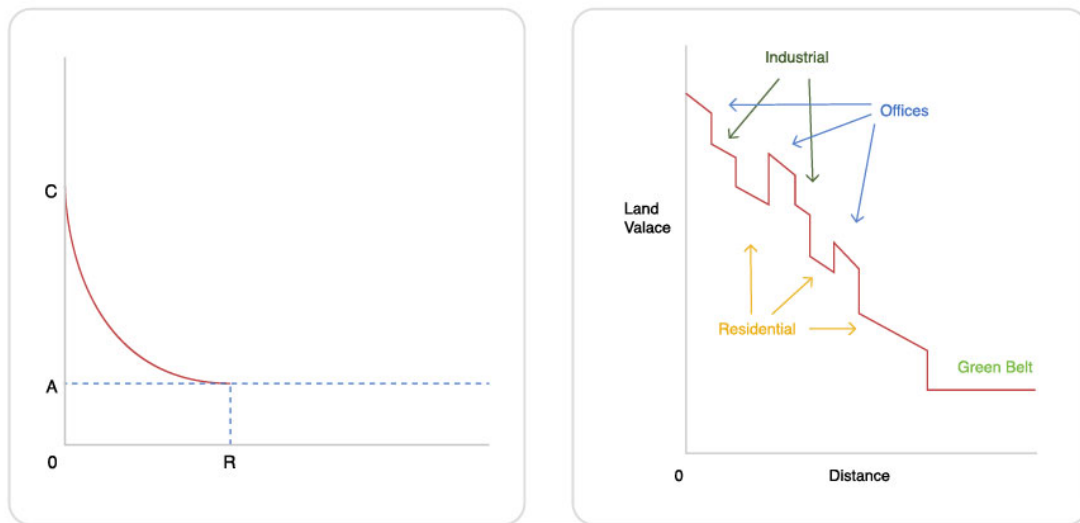 C
A
0
R
Industrial
Offices
Land
Valace
Residential
Green Belt
0
Distance